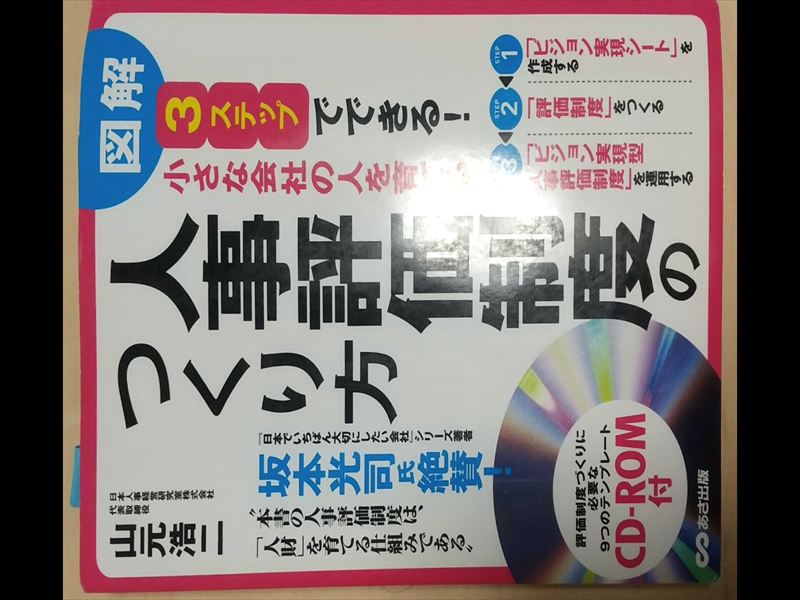 図解
3ステップでできる!
小さな会社の人を育てる
人事評価制度の
つくり方
STEP 1
「ビジョン実現シート」を
作成する
STEP 2
「評価制度」をつくる
3
「ビジョン実現型
人事評価制度」を運用する
『日本でいちばん大切にしたい会社』シリーズ著者
坂本光司氏絶賛!
“本書の人事評価制度は、
「人財」を育てる仕組みである”
日本人事経営研究室株式会社
代表取締役
山元浩二
評価制度づくりに
必要な
9つのテンプレート
CD-ROM
付
あさ出版